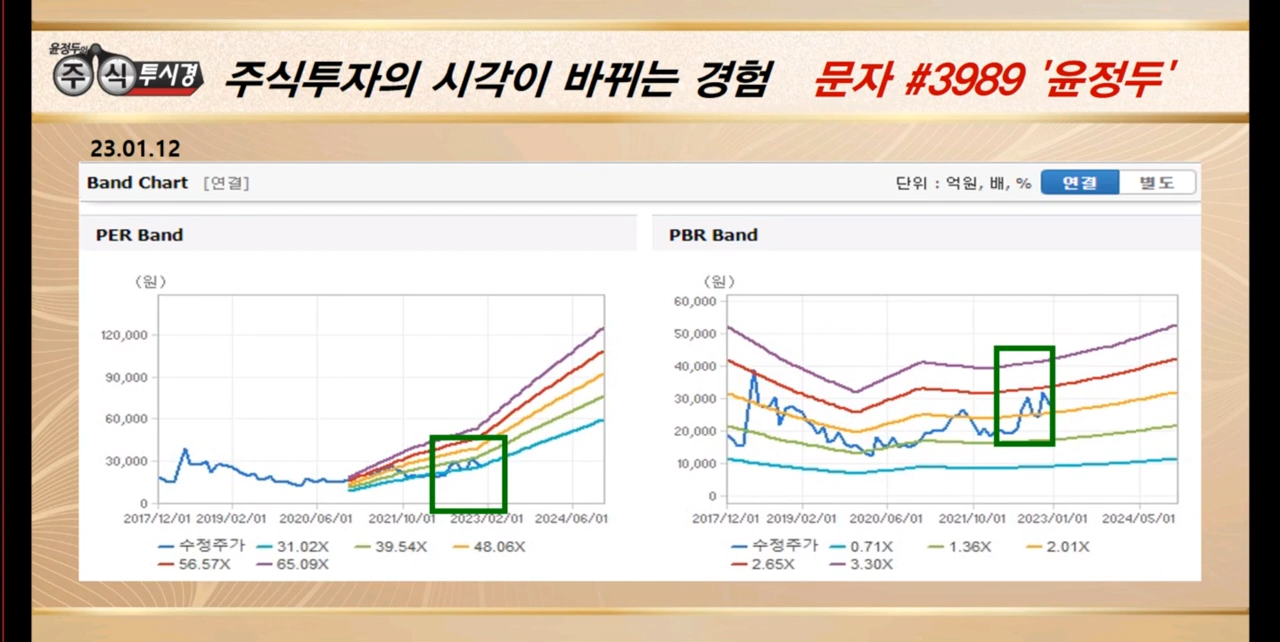 윤정두의
주식투시경
주식투자의 시각이 바뀌는 경험 문자 #3989 '윤정두'
23.01.12
Band Chart [연결] 단위 : 억원, 배, % 연결 별도
PER Band
(원)
120,000
90,000
60,000
30,000
0
2017/12/01 2019/02/01 2020/06/01 2021/10/01 2023/02/01 2024/06/01
수정주가 31.02X 39.54X 48.06X
56.57X 65.09X
PBR Band
(원)
60,000
50,000
40,000
30,000
20,000
10,000
0
2017/12/01 2019/02/01 2020/06/01 2021/10/01 2023/01/01 2024/05/01
수정주가 0.71X 1.36X 2.01X
2.65X 3.30X